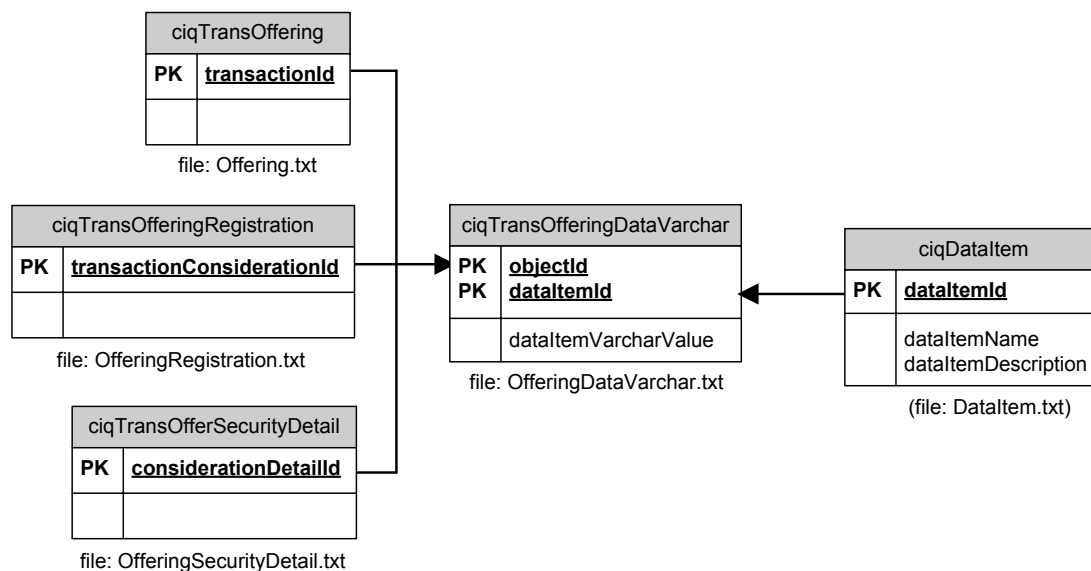 ciqTransOffering
PK transactionId
file: Offering.txt
ciqTransOfferingRegistration
PK transactionConsiderationId
file: OfferingRegistration.txt
ciqTransOfferSecurityDetail
PK considerationDetailId
file: OfferingSecurityDetail.txt
ciqTransOfferingDataVarchar
PK objectId
PK dataItemId
dataItemVarcharValue
file: OfferingDataVarchar.txt
ciqDataItem
PK dataItemId
dataItemName
dataItemDescription
(file: DataItem.txt)